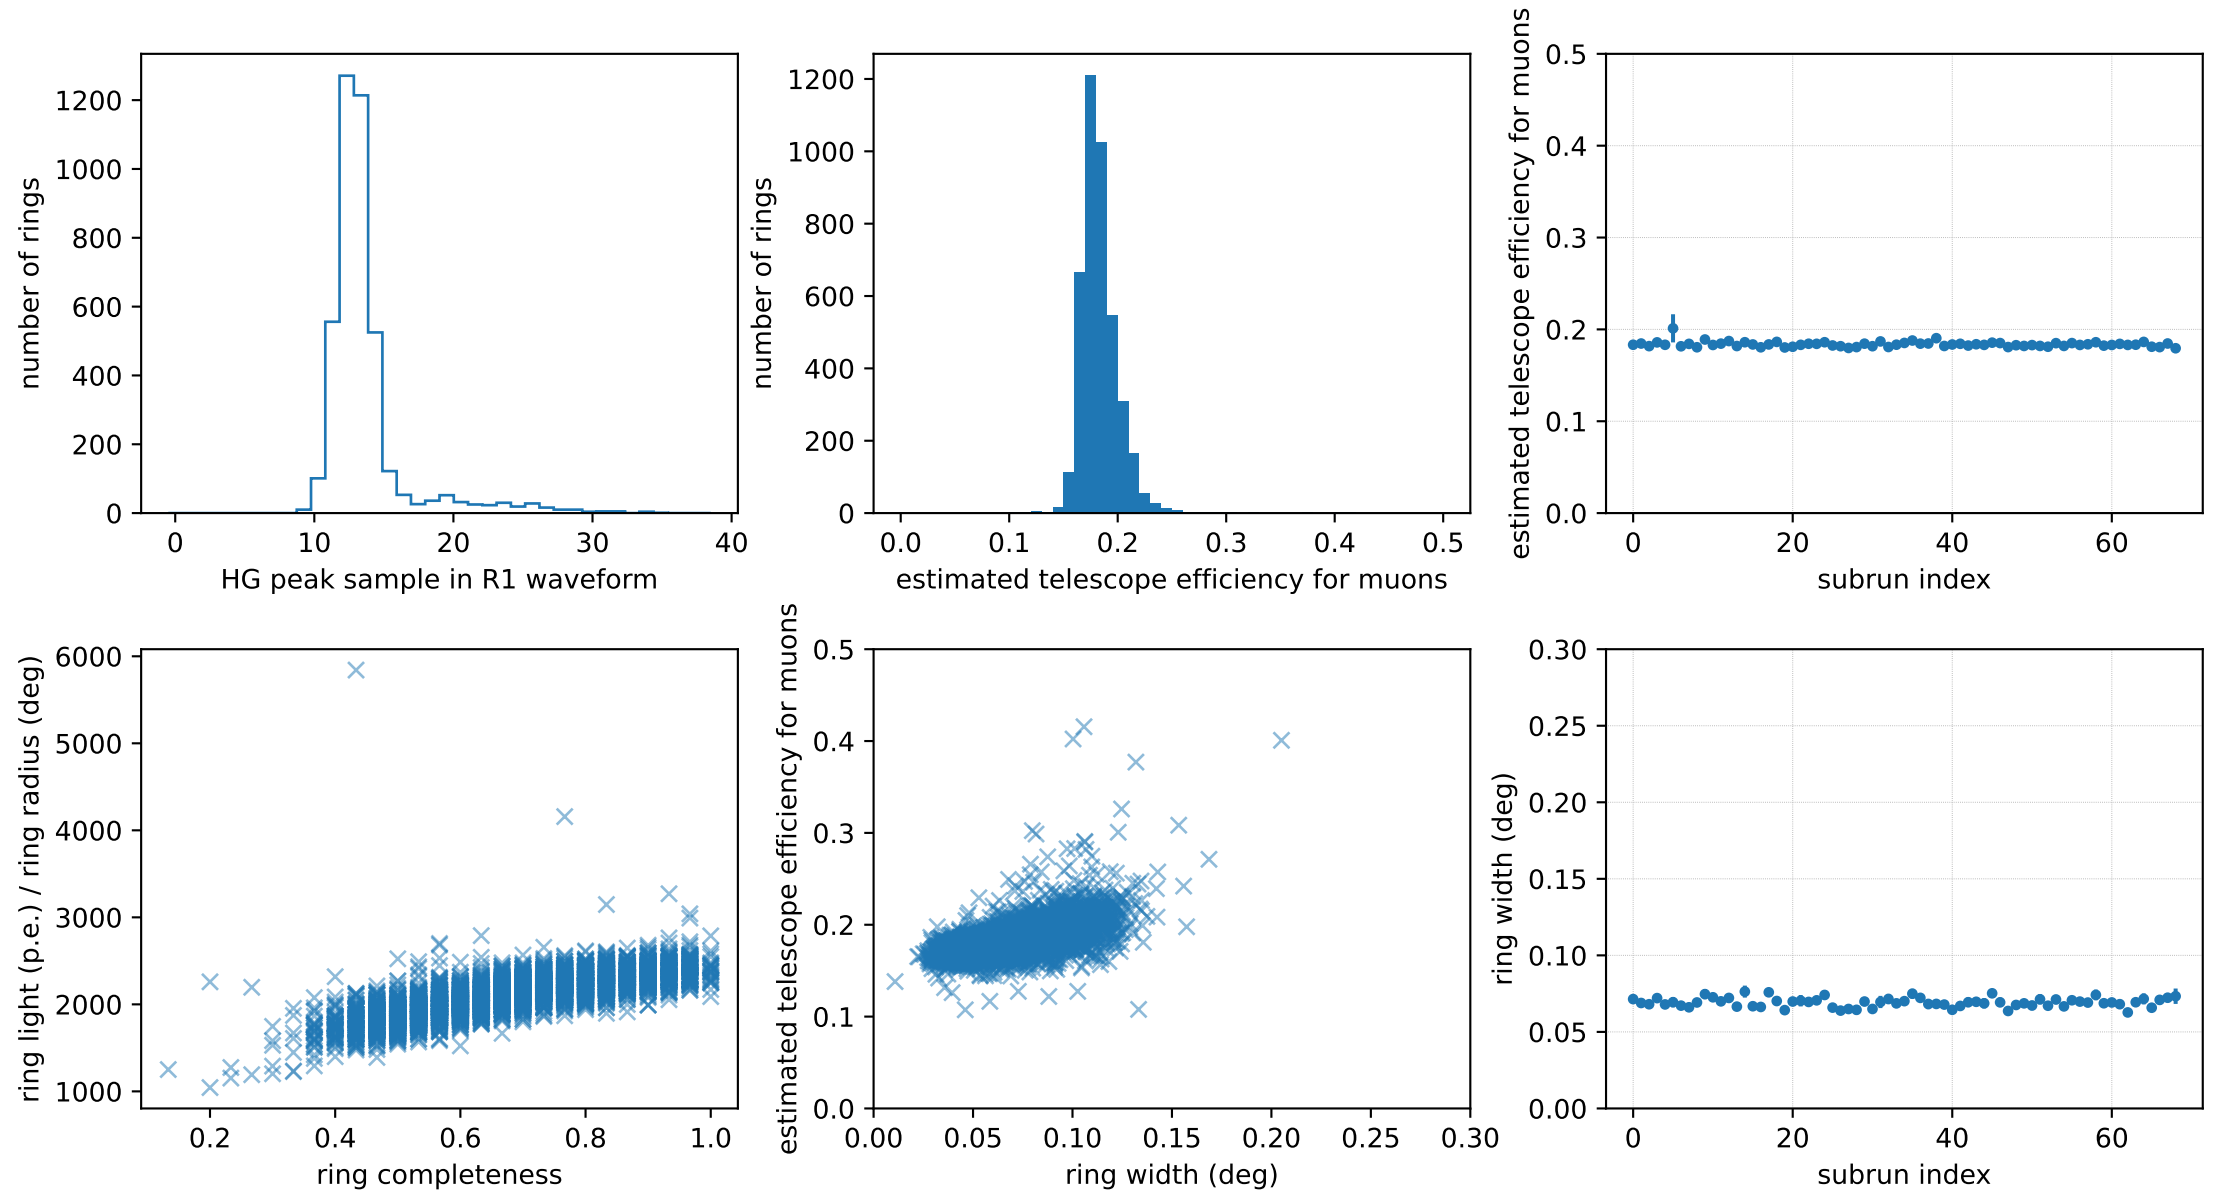 number of rings
1200
1000
800
600
400
200
0
0 10 20 30 40
HG peak sample in R1 waveform
number of rings
1200
1000
800
600
400
200
0
0.0 0.1 0.2 0.3 0.4 0.5
estimated telescope efficiency for muons
estimated telescope efficiency for muons
0.5
0.4
0.3
0.2
0.1
0.0
0 20 40 60
subrun index
ring light (p.e.) / ring radius (deg)
6000
5000
4000
3000
2000
1000
0.2 0.4 0.6 0.8 1.0
ring completeness
estimated telescope efficiency for muons
0.5
0.4
0.3
0.2
0.1
0.0
0.00 0.05 0.10 0.15 0.20 0.25 0.30
ring width (deg)
ring width (deg)
0.30
0.25
0.20
0.15
0.10
0.05
0.00
0 20 40 60
subrun index